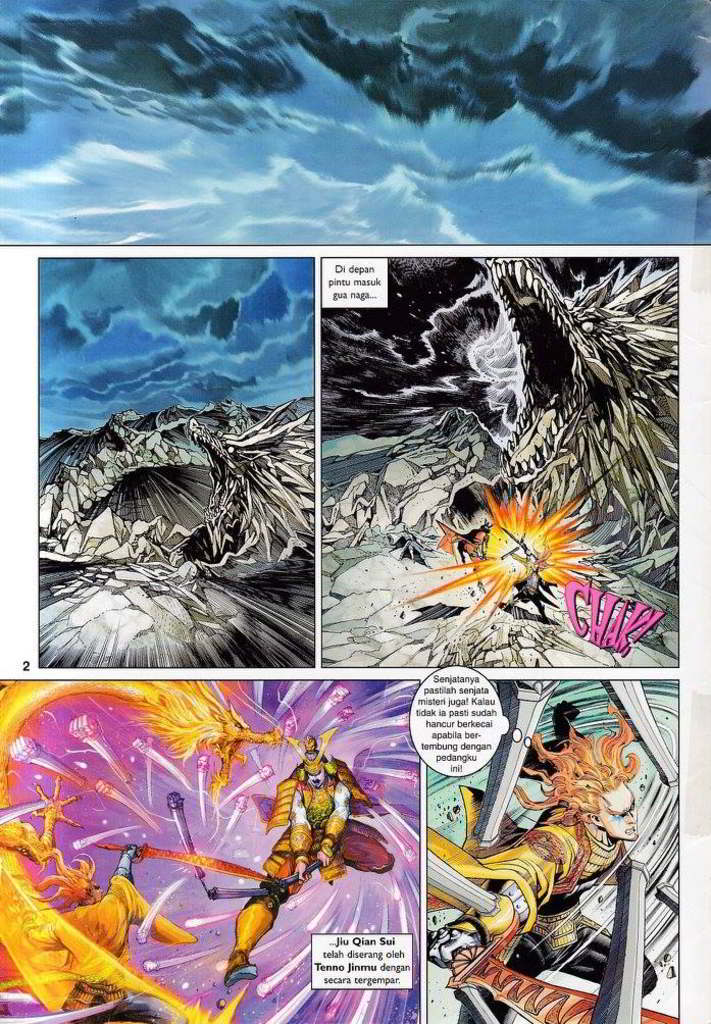 Di depan
pintu masuk
gua naga...
CHAK!
2
Senjatanya
pastilah senjata
misteri juga! Kalau
tidak ia pasti sudah
hancur berkecai
apabila ber-
tembung dengan
pedangku
ini!
...Jiu Qian Sui
telah diserang oleh
Tenno Jinmu dengan
secara tergempar.